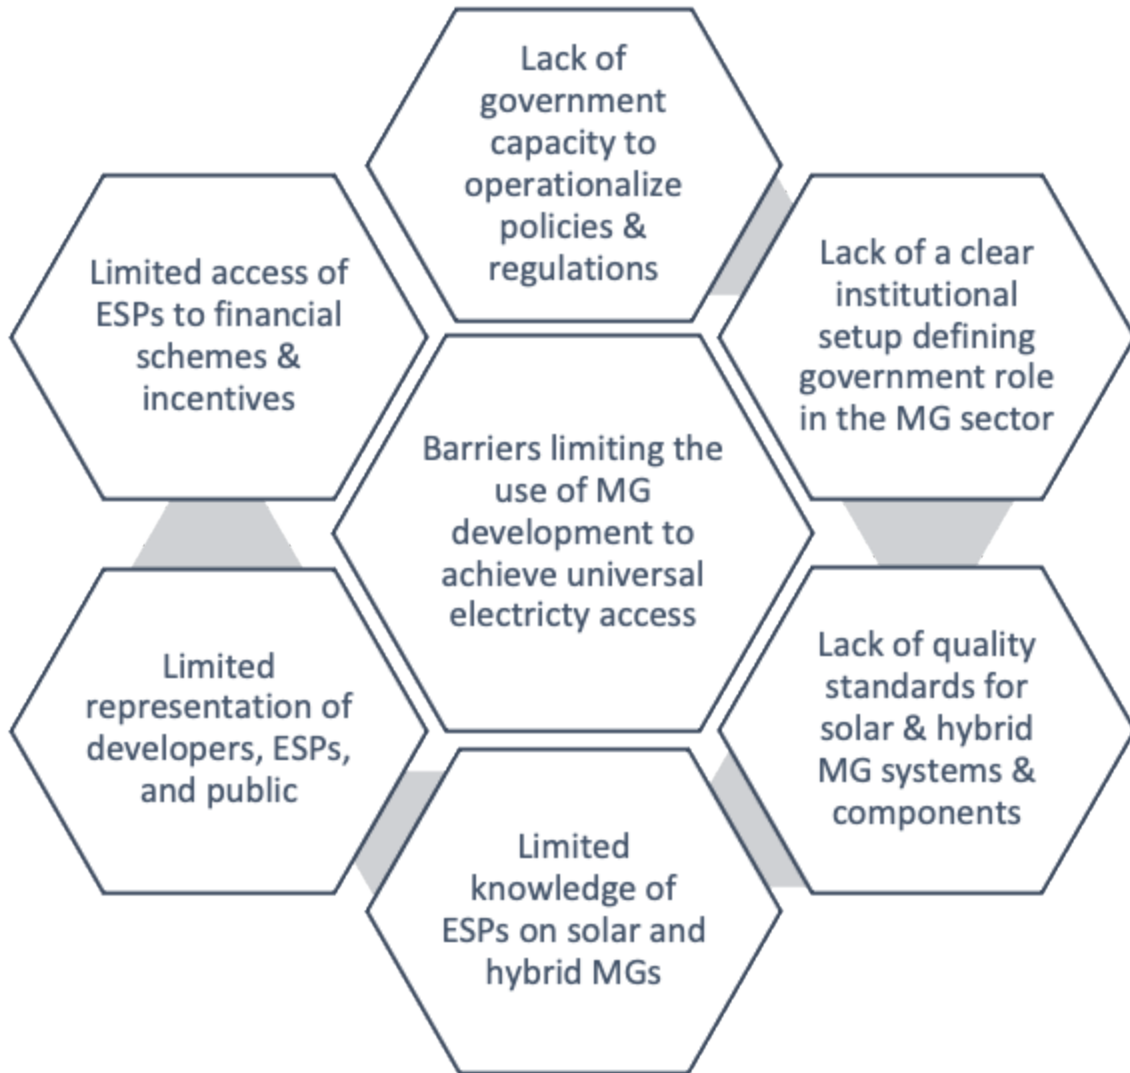 Lack of
government
capacity to
operationalize
policies &
regulations
Lack of a clear
institutional
setup defining
government role
in the MG sector
Lack of quality
standards for
solar & hybrid
MG systems &
components
Limited
knowledge of
ESPs on solar and
hybrid MGs
Limited
representation of
developers, ESPs,
and public
Limited access of
ESPs to financial
schemes &
incentives
Barriers limiting the
use of MG
development to
achieve universal
electricty access